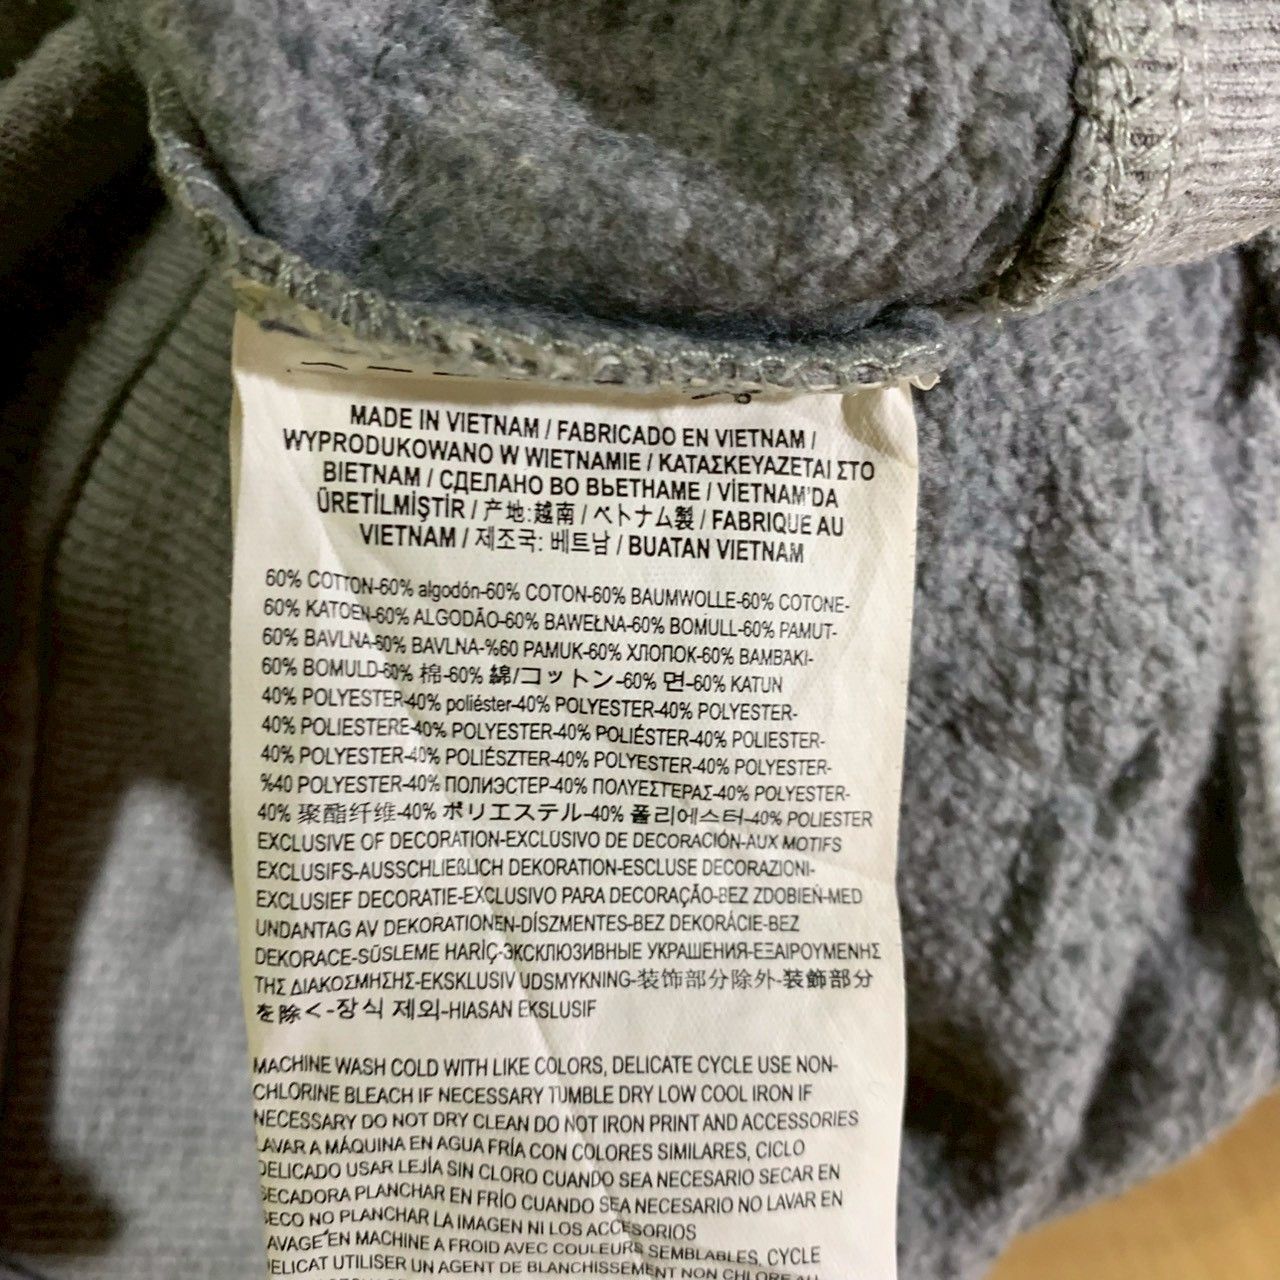 MADE IN VIETNAM / FABRICADO EN VIETNAM /
WYPRODUKOWANO W WIETNAMIE / ΚΑΤΑΣΚΕΥΑΖΕΤΑΙ ΣΤΟ
ΒΙΕΤΝΑΜ / СДЕЛАНО ВО ВЬЕТНАМЕ / VİETNAM'DA
ÜRETİLMİŞTİR / 产地:越南 / ベトナム製 / FABRIQUE AU
VIETNAM / 제조국: 베트남 / BUATAN VIETNAM
60% COTTON-60% algodón-60% COTON-60% BAUMWOLLE-60% COTONE-
60% KATOEN-60% ALGODÃO-60% BAWEŁNA-60% BOMULL-60% PAMUT-
60% BAVLNA-60% BAVLNA-%60 PAMUK-60% ХЛОПОК-60% ΒΑΜΒΑΚΙ-
60% BOMULD-60% 棉-60% 綿/コットン-60% 면-60% KATUN
40% POLYESTER-40% poliéster-40% POLYESTER-40% POLYESTER-
40% POLIESTERE-40% POLYESTER-40% POLIÉSTER-40% POLIESTER-
40% POLYESTER-40% POLIÉSZTER-40% POLYESTER-40% POLYESTER-
%40 POLYESTER-40% ПОЛИЭСТЕР-40% ΠΟΛΥΕΣΤΕΡΑΣ-40% POLYESTER-
40% 聚酯纤维-40% ポリエステル-40% 폴리에스터-40% POLIESTER
EXCLUSIVE OF DECORATION-EXCLUSIVO DE DECORACIÓN-AUX MOTIFS
EXCLUSIFS-AUSSCHLIEßLICH DEKORATION-ESCLUSE DECORAZIONI-
EXCLUSIEF DECORATIE-EXCLUSIVO PARA DECORAÇÃO-BEZ ZDOBIEŃ-MED
UNDANTAG AV DEKORATIONEN-DÍSZMENTES-BEZ DEKORÁCIE-BEZ
DEKORACE-SÜSLEME HARİÇ-ЭКСКЛЮЗИВНЫЕ УКРАШЕНИЯ-ΕΞΑΙΡΟΥΜΕΝΗΣ
ΤΗΣ ΔΙΑΚΟΣΜΗΣΗΣ-EKSKLUSIV UDSMYKNING-装饰部分除外-装飾部分
を除く-장식 제외-HIASAN EKSLUSIF
MACHINE WASH COLD WITH LIKE COLORS, DELICATE CYCLE USE NON-
CHLORINE BLEACH IF NECESSARY TUMBLE DRY LOW COOL IRON IF
NECESSARY DO NOT DRY CLEAN DO NOT IRON PRINT AND ACCESSORIES
LAVAR A MÁQUINA EN AGUA FRÍA CON COLORES SIMILARES, CICLO
DELICADO USAR LEJÍA SIN CLORO CUANDO SEA NECESARIO SECAR EN
SECADORA PLANCHAR EN FRÍO CUANDO SEA NECESARIO NO LAVAR EN
SECO NO PLANCHAR LA IMAGEN NI LOS ACCESORIOS
LAVAGE EN MACHINE A FROID AVEC COULEURS SEMBLABLES, CYCLE
DELICAT UTILISER UN AGENT DE BLANCHISSEMENT NON CHLORE AU